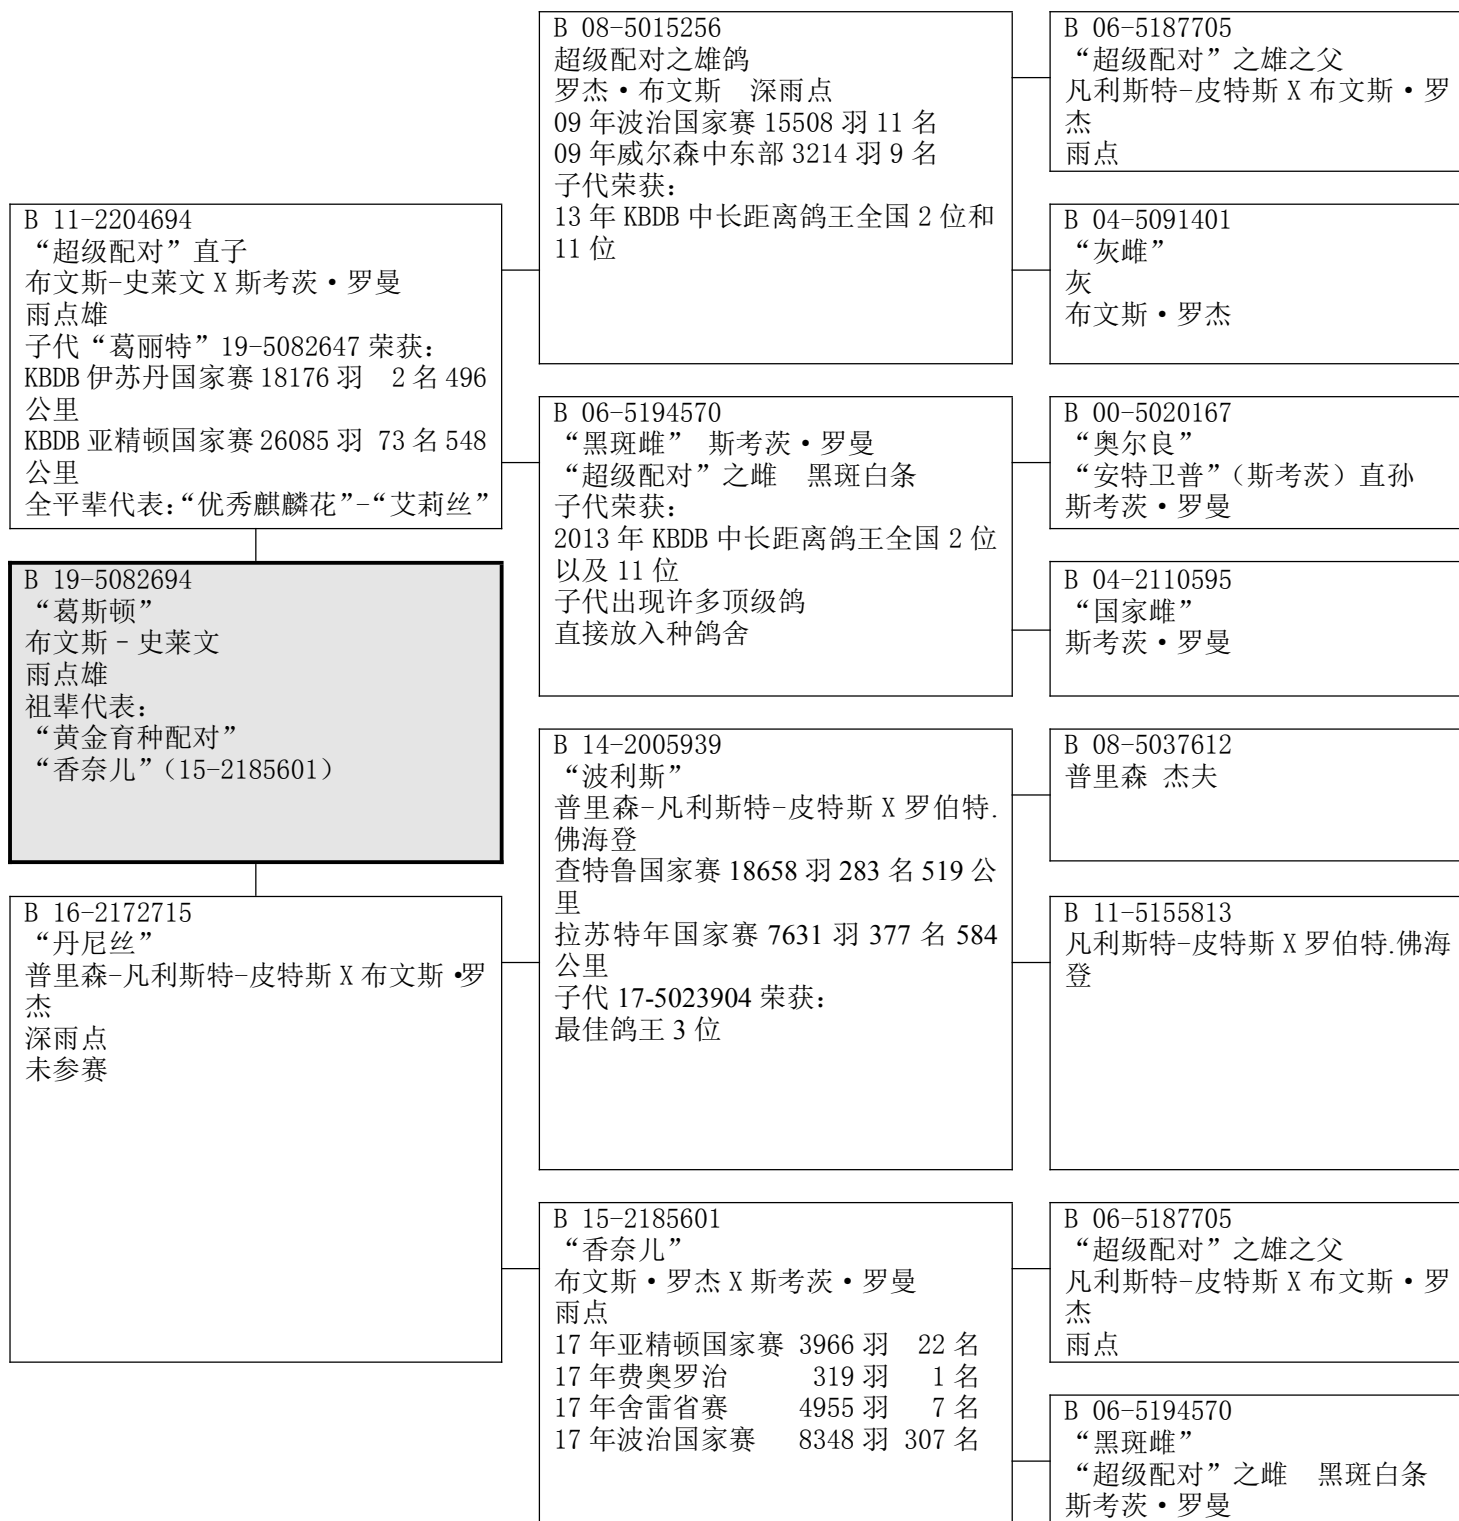 B 08-5015256
超级配对之雄鸽
罗杰•布文斯　深雨点
09 年波治国家赛 15508 羽 11 名
09 年威尔森中东部 3214 羽 9 名
子代荣获：
13 年 KBDB 中长距离鸽王全国 2 位和
11 位
B 06-5187705
“超级配对”之雄之父
凡利斯特-皮特斯 X 布文斯•罗
杰
雨点
B 11-2204694
“超级配对”直子
布文斯-史莱文 X 斯考茨•罗曼
雨点雄
子代“葛丽特”19-5082647 荣获：
KBDB 伊苏丹国家赛 18176 羽　2 名 496
公里
KBDB 亚精顿国家赛 26085 羽 73 名 548
公里
全平辈代表：“优秀麒麟花”-“艾莉丝”
B 04-5091401
“灰雌”
灰
布文斯•罗杰
B 06-5194570
“黑斑雌” 斯考茨•罗曼
“超级配对”之雌　黑斑白条
子代荣获：
2013 年 KBDB 中长距离鸽王全国 2 位
以及 11 位
子代出现许多顶级鸽
直接放入种鸽舍
B 00-5020167
“奥尔良”
“安特卫普”（斯考茨）直孙
斯考茨•罗曼
B 04-2110595
“国家雌”
斯考茨•罗曼
B 19-5082694
“葛斯顿”
布文斯 – 史莱文
雨点雄
祖辈代表：
“黄金育种配对”
“香奈儿”（15-2185601）
B 14-2005939
“波利斯”
普里森-凡利斯特-皮特斯 X 罗伯特.
佛海登
查特鲁国家赛 18658 羽 283 名 519 公
里
拉苏特年国家赛 7631 羽 377 名 584
公里
子代 17-5023904 荣获：
最佳鸽王 3 位
B 08-5037612
普里森 杰夫
B 11-5155813
凡利斯特-皮特斯 X 罗伯特.佛海
登
B 16-2172715
“丹尼丝”
普里森-凡利斯特-皮特斯 X 布文斯•罗
杰
深雨点
未参赛
B 15-2185601
“香奈儿”
布文斯•罗杰 X 斯考茨•罗曼
雨点
17 年亚精顿国家赛 3966 羽　22 名
17 年费奥罗治　319 羽　1 名
17 年舍雷省赛　4955 羽　7 名
17 年波治国家赛　8348 羽 307 名
B 06-5187705
“超级配对”之雄之父
凡利斯特-皮特斯 X 布文斯•罗
杰
雨点
B 06-5194570
“黑斑雌”
“超级配对”之雌　黑斑白条
斯考茨•罗曼